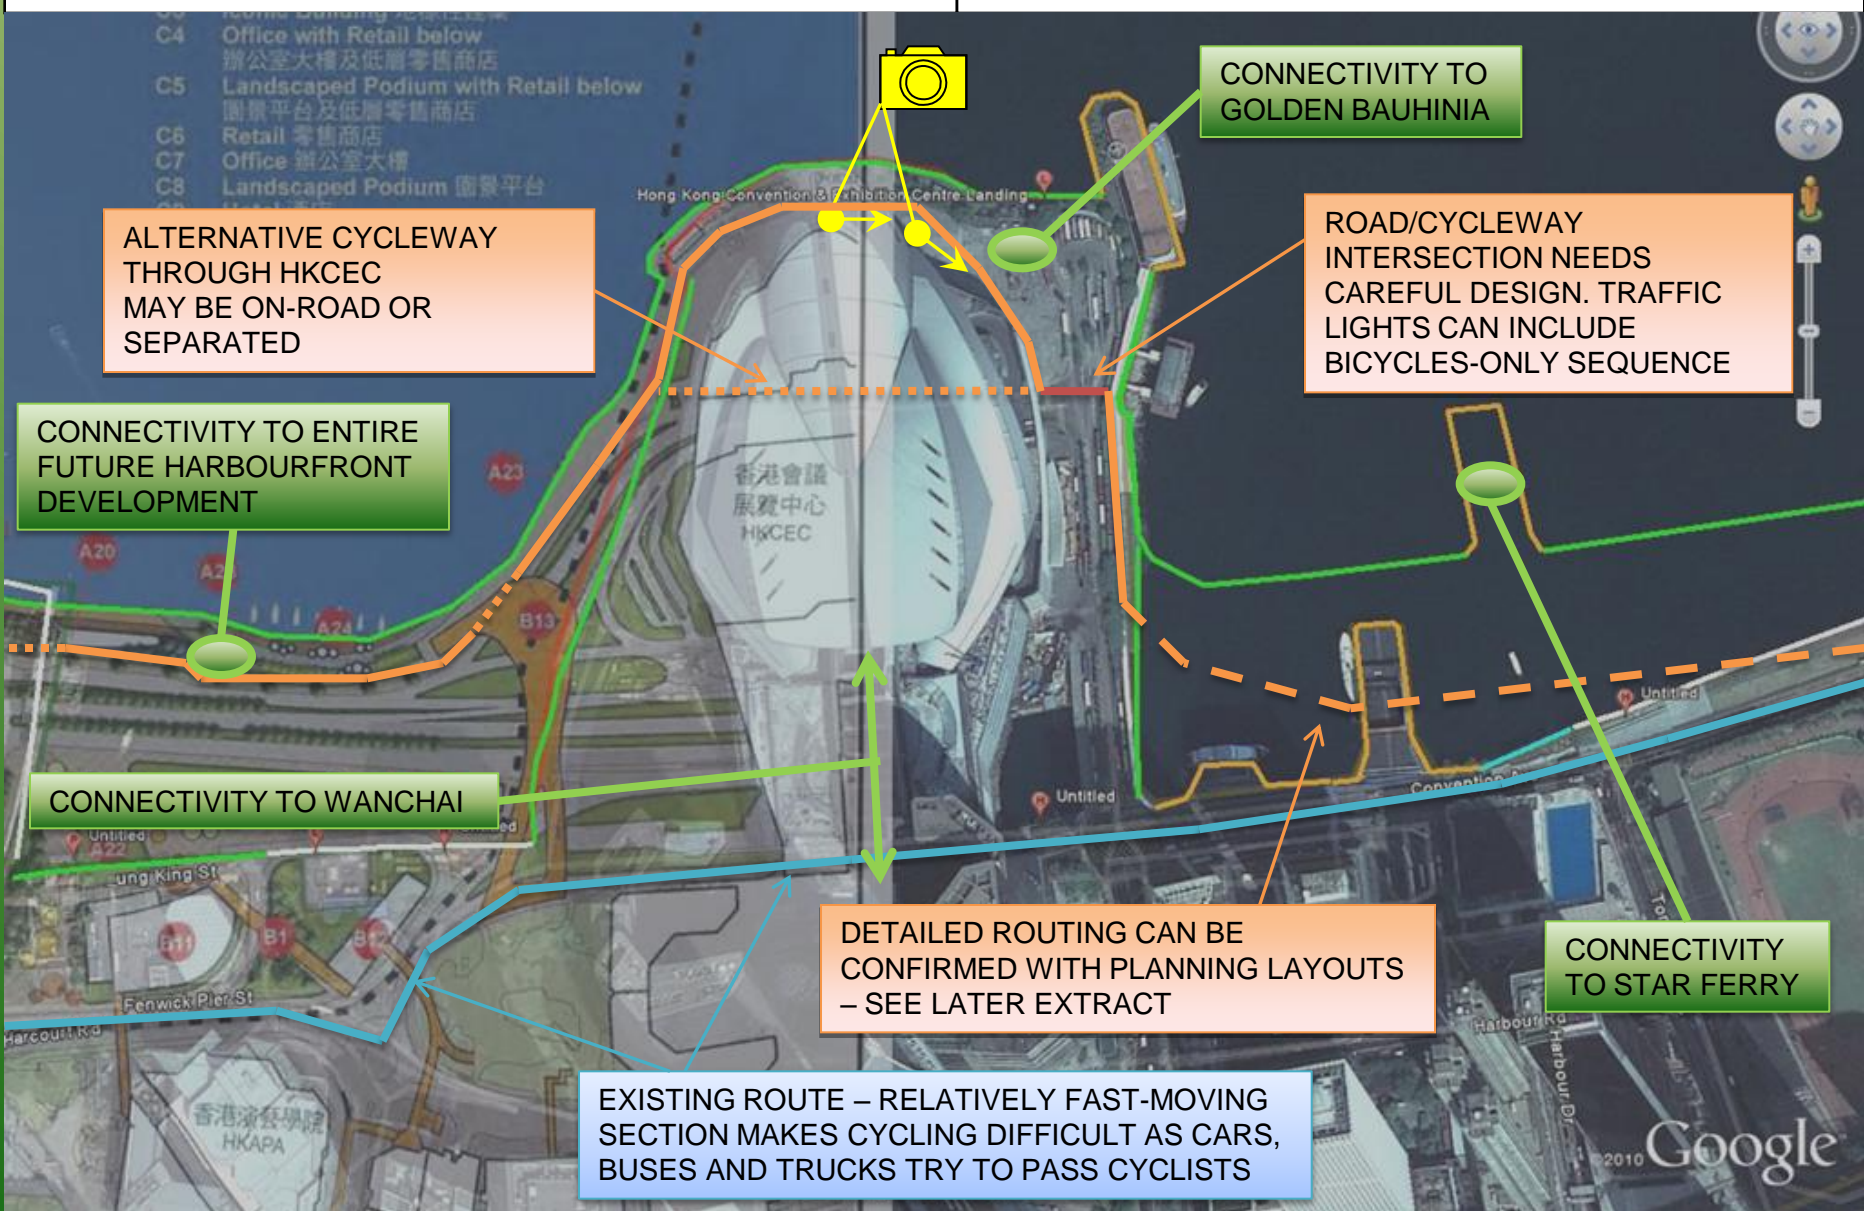 C4 Office with Retail below
辦公室大樓及低層零售商店
C5 Landscaped Podium with Retail below
園景平台及低層零售商店
C6 Retail 零售商店
C7 Office 辦公室大樓
C8 Landscaped Podium 園景平台
CONNECTIVITY TO
GOLDEN BAUHINIA
Hong Kong Convention & Exhibition Centre Landing
ALTERNATIVE CYCLEWAY
THROUGH HKCEC
MAY BE ON-ROAD OR
SEPARATED
ROAD/CYCLEWAY
INTERSECTION NEEDS
CAREFUL DESIGN. TRAFFIC
LIGHTS CAN INCLUDE
BICYCLES-ONLY SEQUENCE
CONNECTIVITY TO ENTIRE
FUTURE HARBOURFRONT
DEVELOPMENT
A23
香港會議
展覽中心
HKCEC
A20
A24
B13
Untitled
CONNECTIVITY TO WANCHAI
Untitled
Untitled
A22
ung King St
B11
B1
Fenwick Pier St
Harcourt Rd
DETAILED ROUTING CAN BE
CONFIRMED WITH PLANNING LAYOUTS
– SEE LATER EXTRACT
CONNECTIVITY
TO STAR FERRY
Harbour Rd
Harbour Dr
香港演藝學院
HKAPA
EXISTING ROUTE – RELATIVELY FAST-MOVING
SECTION MAKES CYCLING DIFFICULT AS CARS,
BUSES AND TRUCKS TRY TO PASS CYCLISTS
©2010 Google